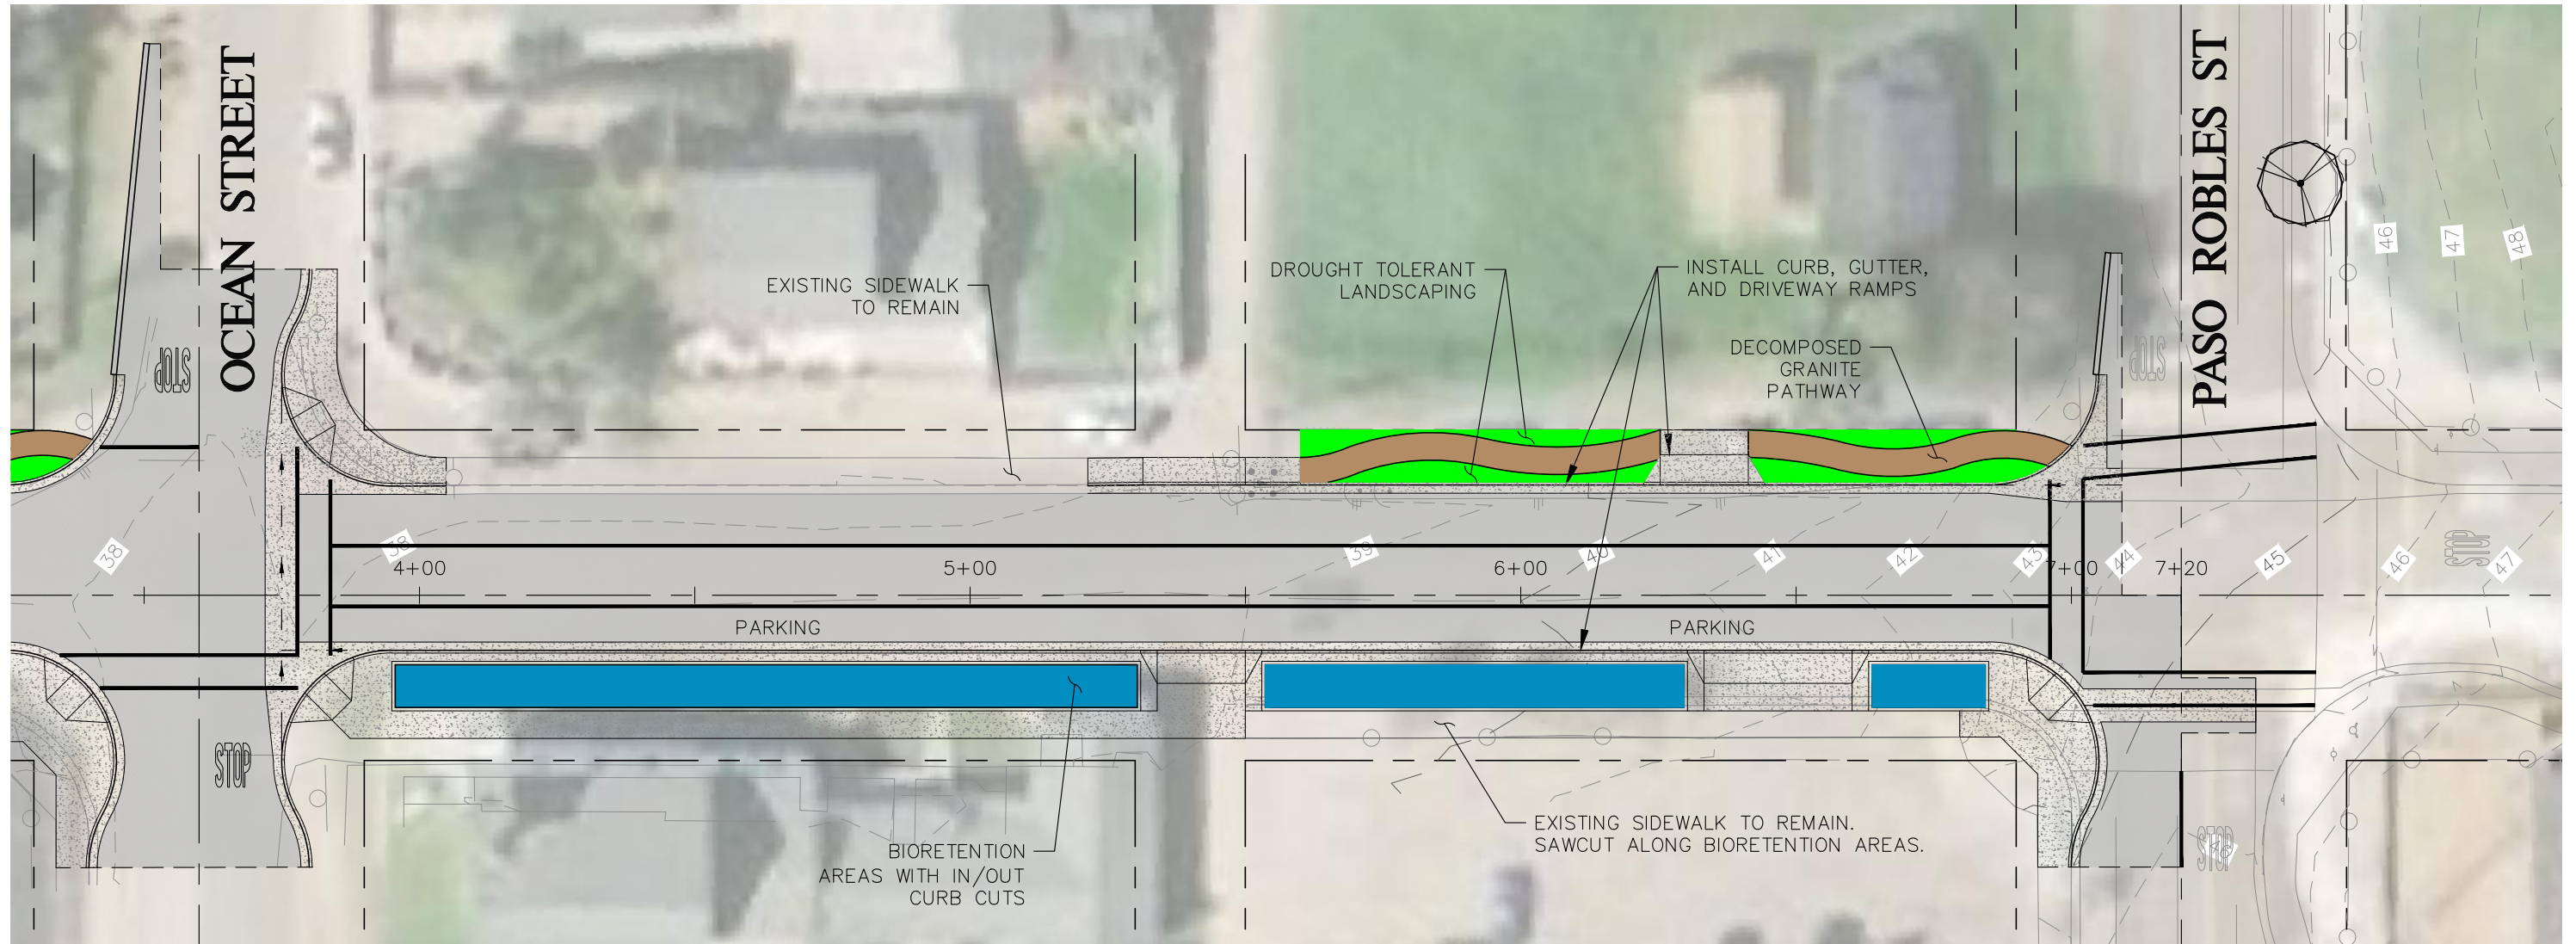 OCEAN STREET
PASO ROBLES ST
EXISTING SIDEWALK
TO REMAIN
DROUGHT TOLERANT
LANDSCAPING
INSTALL CURB, GUTTER,
AND DRIVEWAY RAMPS
DECOMPOSED
GRANITE
PATHWAY
46
47
48
STOP
STOP
38
38
39
40
41
42
43
44
45
46
47
STOP
4+00
5+00
6+00
7+00
7+20
PARKING
PARKING
STOP
STOP
BIORETENTION
AREAS WITH IN/OUT
CURB CUTS
EXISTING SIDEWALK TO REMAIN.
SAWCUT ALONG BIORETENTION AREAS.